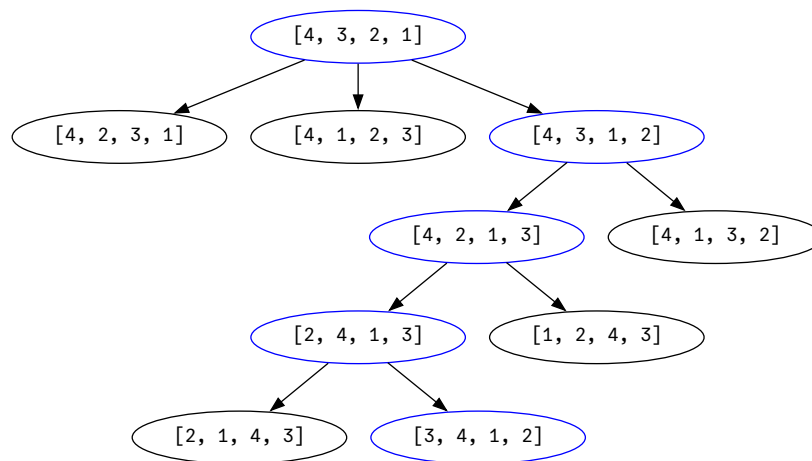 [4, 3, 2, 1]
[4, 2, 3, 1]
[4, 1, 2, 3]
[4, 3, 1, 2]
[4, 2, 1, 3]
[4, 1, 3, 2]
[2, 4, 1, 3]
[1, 2, 4, 3]
[2, 1, 4, 3]
[3, 4, 1, 2]